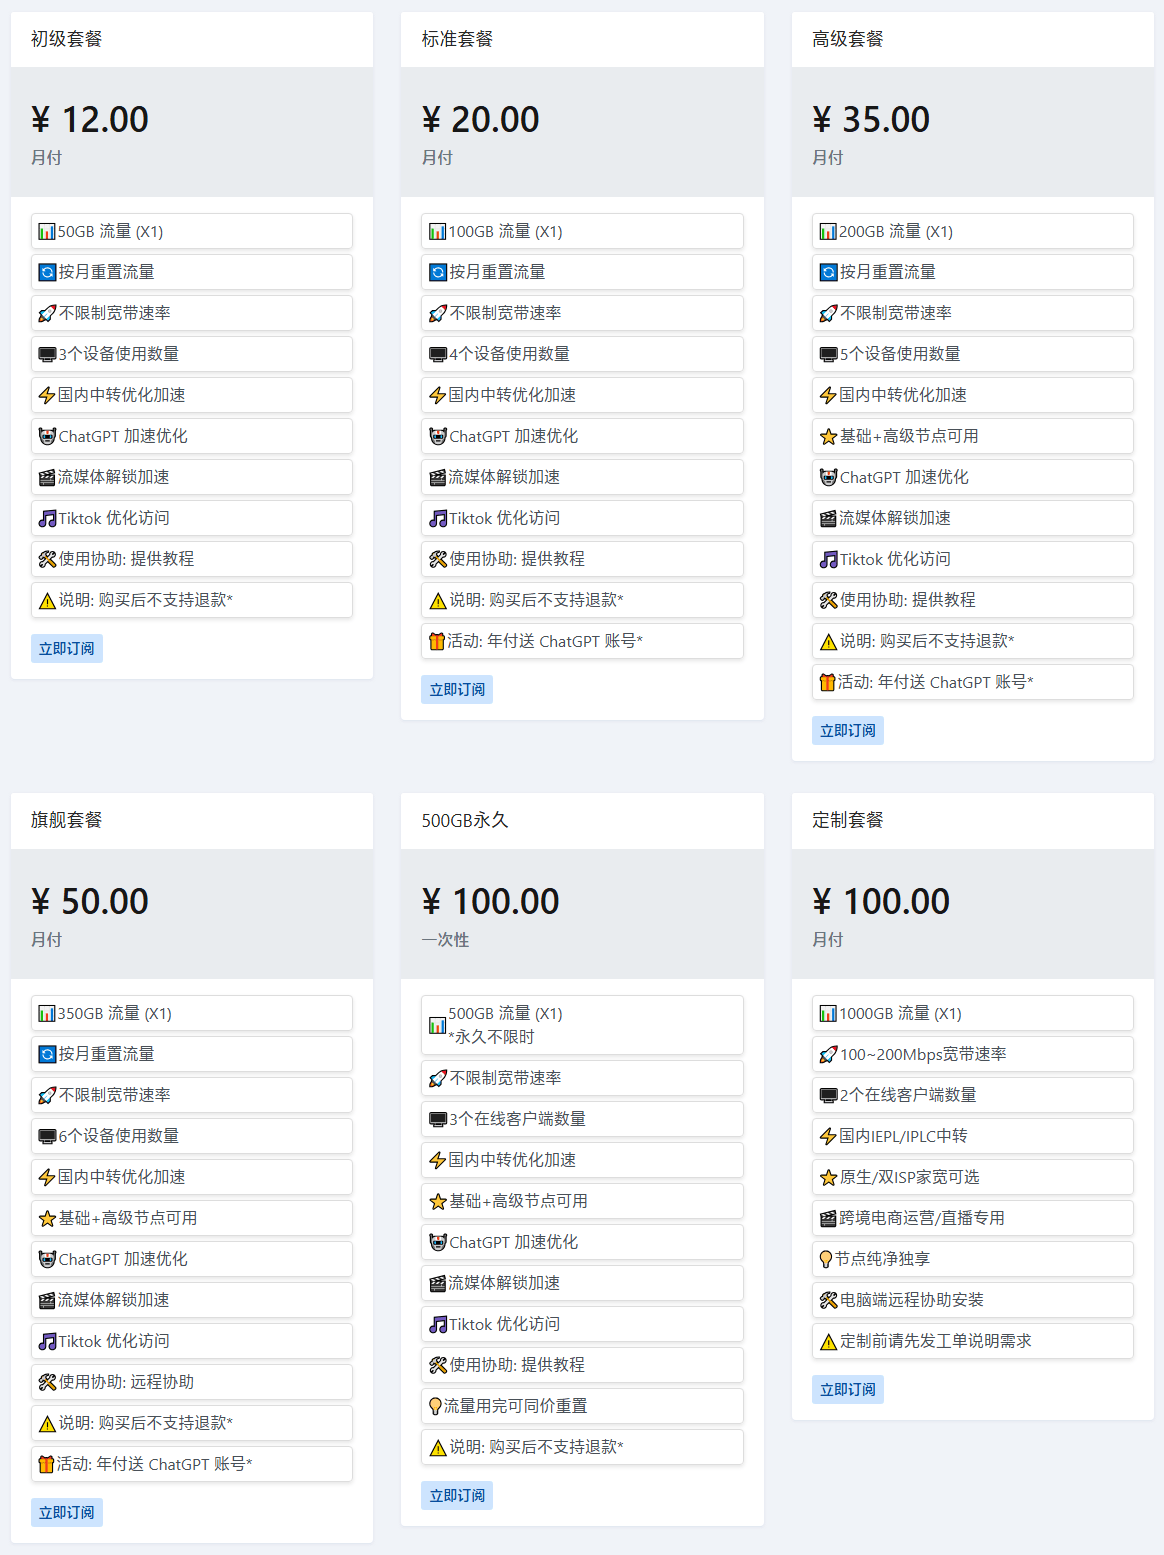 初级套餐
¥ 12.00
月付
50GB 流量 (X1)
按月重置流量
不限制宽带速率
3个设备使用数量
国内中转优化加速
ChatGPT 加速优化
流媒体解锁加速
Tiktok 优化访问
使用协助: 提供教程
说明: 购买后不支持退款*
立即订阅
标准套餐
¥ 20.00
月付
100GB 流量 (X1)
按月重置流量
不限制宽带速率
4个设备使用数量
国内中转优化加速
ChatGPT 加速优化
流媒体解锁加速
Tiktok 优化访问
使用协助: 提供教程
说明: 购买后不支持退款*
活动: 年付送 ChatGPT 账号*
立即订阅
高级套餐
¥ 35.00
月付
200GB 流量 (X1)
按月重置流量
不限制宽带速率
5个设备使用数量
国内中转优化加速
基础+高级节点可用
ChatGPT 加速优化
流媒体解锁加速
Tiktok 优化访问
使用协助: 提供教程
说明: 购买后不支持退款*
活动: 年付送 ChatGPT 账号*
立即订阅
旗舰套餐
¥ 50.00
月付
350GB 流量 (X1)
按月重置流量
不限制宽带速率
6个设备使用数量
国内中转优化加速
基础+高级节点可用
ChatGPT 加速优化
流媒体解锁加速
Tiktok 优化访问
使用协助: 远程协助
说明: 购买后不支持退款*
活动: 年付送 ChatGPT 账号*
立即订阅
500GB永久
¥ 100.00
一次性
500GB 流量 (X1)
*永久不限时
不限制宽带速率
3个在线客户端数量
国内中转优化加速
基础+高级节点可用
ChatGPT 加速优化
流媒体解锁加速
Tiktok 优化访问
使用协助: 提供教程
流量用完可同价重置
说明: 购买后不支持退款*
立即订阅
定制套餐
¥ 100.00
月付
1000GB 流量 (X1)
100~200Mbps宽带速率
2个在线客户端数量
国内IEPL/IPLC中转
原生/双ISP家宽可选
跨境电商运营/直播专用
节点纯净独享
电脑端远程协助安装
定制前请先发工单说明需求
立即订阅